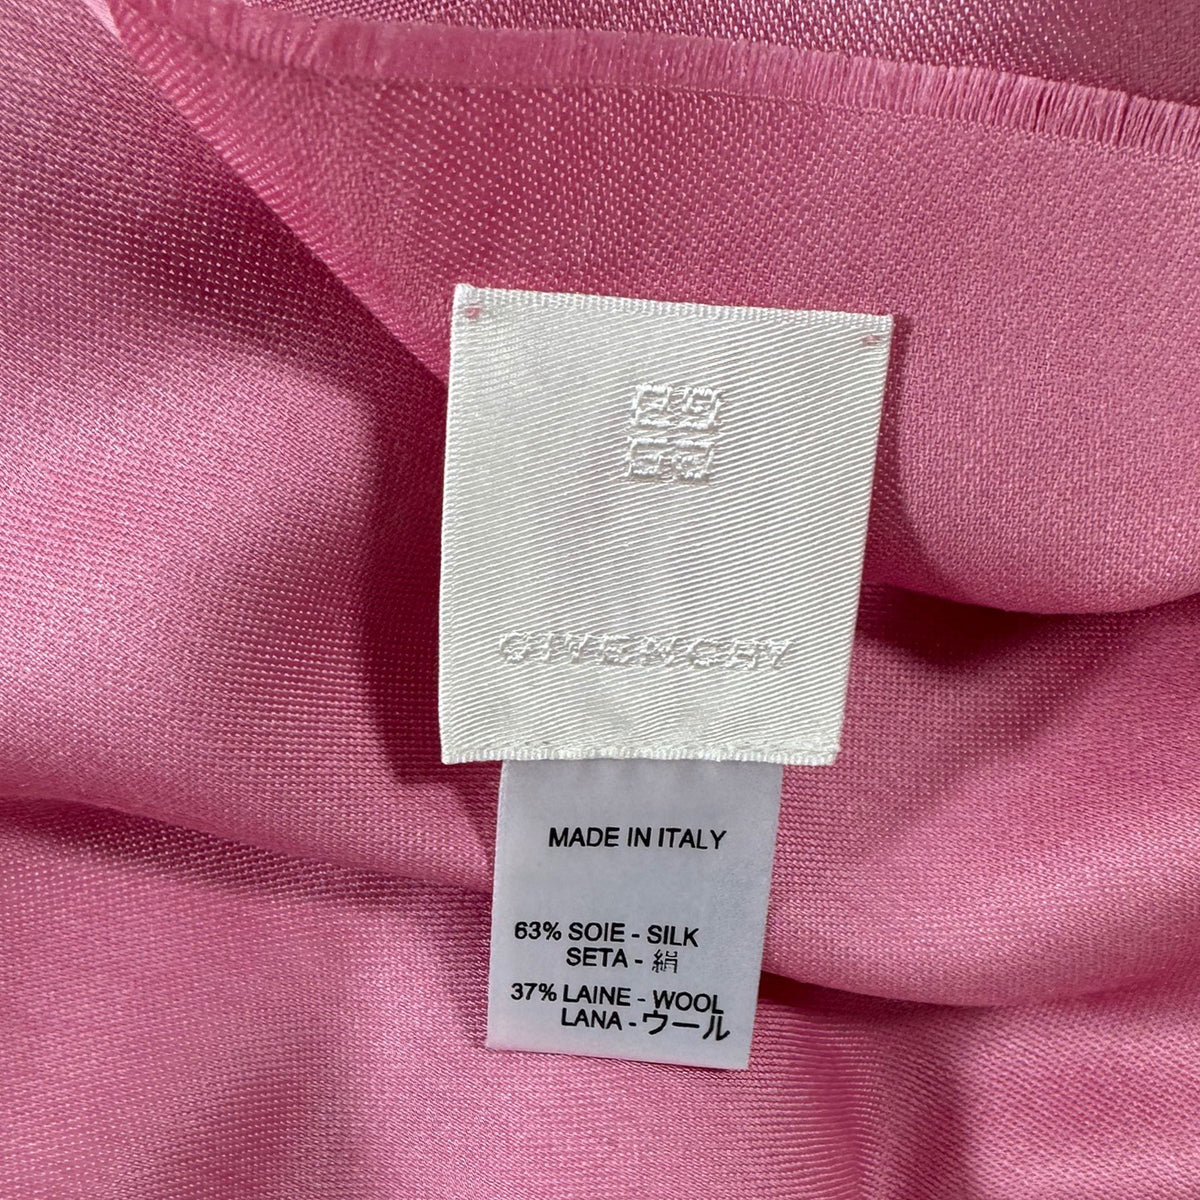 GIVENCHY
MADE IN ITALY
63% SOIE - SILK
SETA - 絹
37% LAINE - WOOL
LANA - ウール